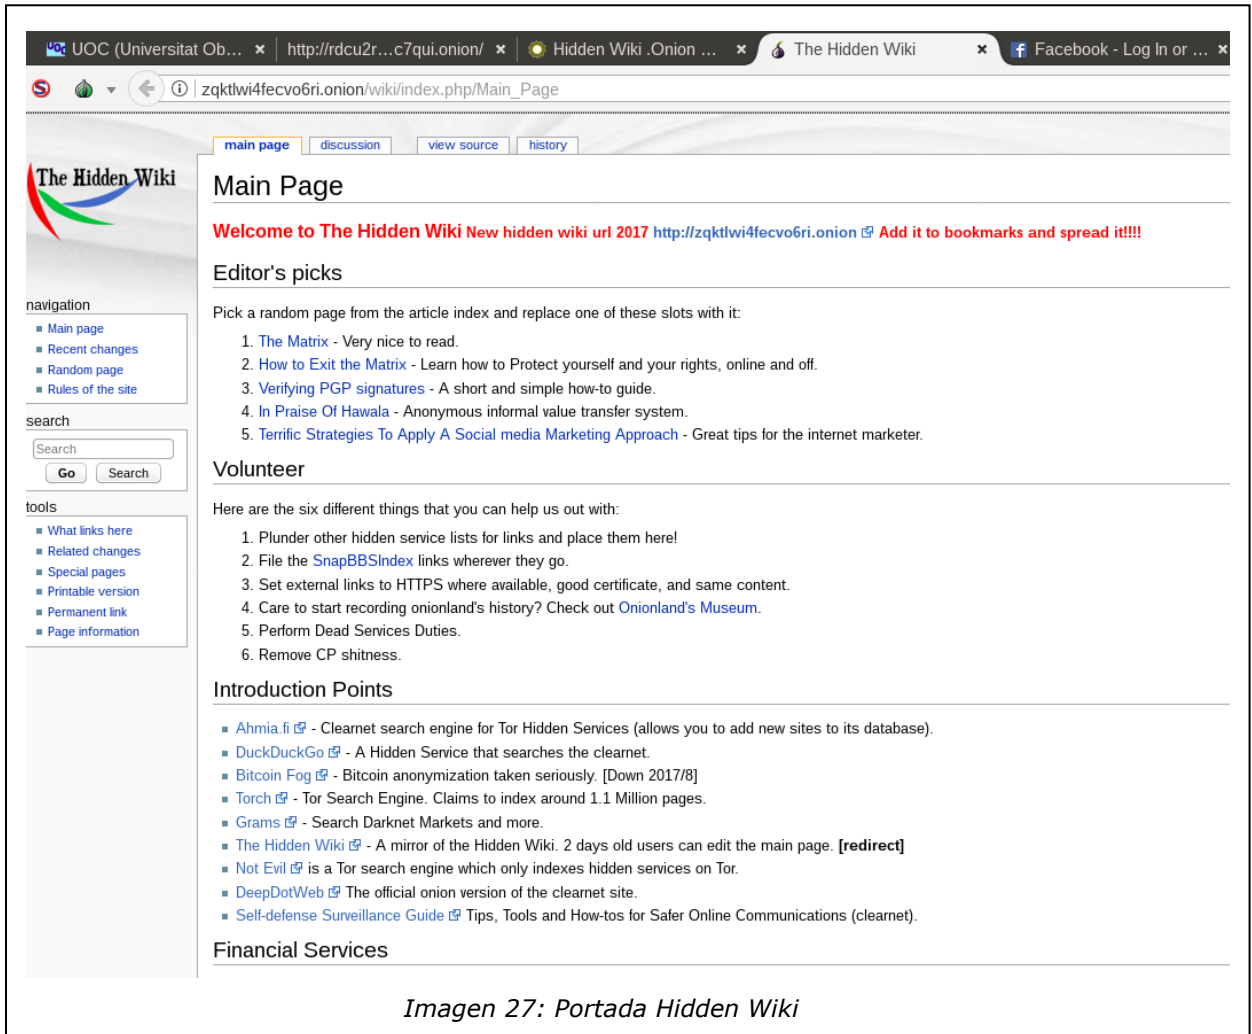 UOC (Universitat Ob… × http://rdcu2r…c7qui.onion/ × Hidden Wiki .Onion … × The Hidden Wiki × Facebook - Log In or … ×
zqktlwi4fecvo6ri.onion/wiki/index.php/Main_Page
main page discussion view source history
The Hidden Wiki
Main Page
Welcome to The Hidden Wiki New hidden wiki url 2017 http://zqktlwi4fecvo6ri.onion Add it to bookmarks and spread it!!!!
Editor's picks
navigation
Main page
Recent changes
Random page
Rules of the site
search
Search
Go Search
tools
What links here
Related changes
Special pages
Printable version
Permanent link
Page information
Pick a random page from the article index and replace one of these slots with it:
1. The Matrix - Very nice to read.
2. How to Exit the Matrix - Learn how to Protect yourself and your rights, online and off.
3. Verifying PGP signatures - A short and simple how-to guide.
4. In Praise Of Hawala - Anonymous informal value transfer system.
5. Terrific Strategies To Apply A Social media Marketing Approach - Great tips for the internet marketer.
Volunteer
Here are the six different things that you can help us out with:
1. Plunder other hidden service lists for links and place them here!
2. File the SnapBBSIndex links wherever they go.
3. Set external links to HTTPS where available, good certificate, and same content.
4. Care to start recording onionland's history? Check out Onionland's Museum.
5. Perform Dead Services Duties.
6. Remove CP shitness.
Introduction Points
Ahmia.fi - Clearnet search engine for Tor Hidden Services (allows you to add new sites to its database).
DuckDuckGo - A Hidden Service that searches the clearnet.
Bitcoin Fog - Bitcoin anonymization taken seriously. [Down 2017/8]
Torch - Tor Search Engine. Claims to index around 1.1 Million pages.
Grams - Search Darknet Markets and more.
The Hidden Wiki - A mirror of the Hidden Wiki. 2 days old users can edit the main page. [redirect]
Not Evil is a Tor search engine which only indexes hidden services on Tor.
DeepDotWeb The official onion version of the clearnet site.
Self-defense Surveillance Guide Tips, Tools and How-tos for Safer Online Communications (clearnet).
Financial Services
Imagen 27: Portada Hidden Wiki